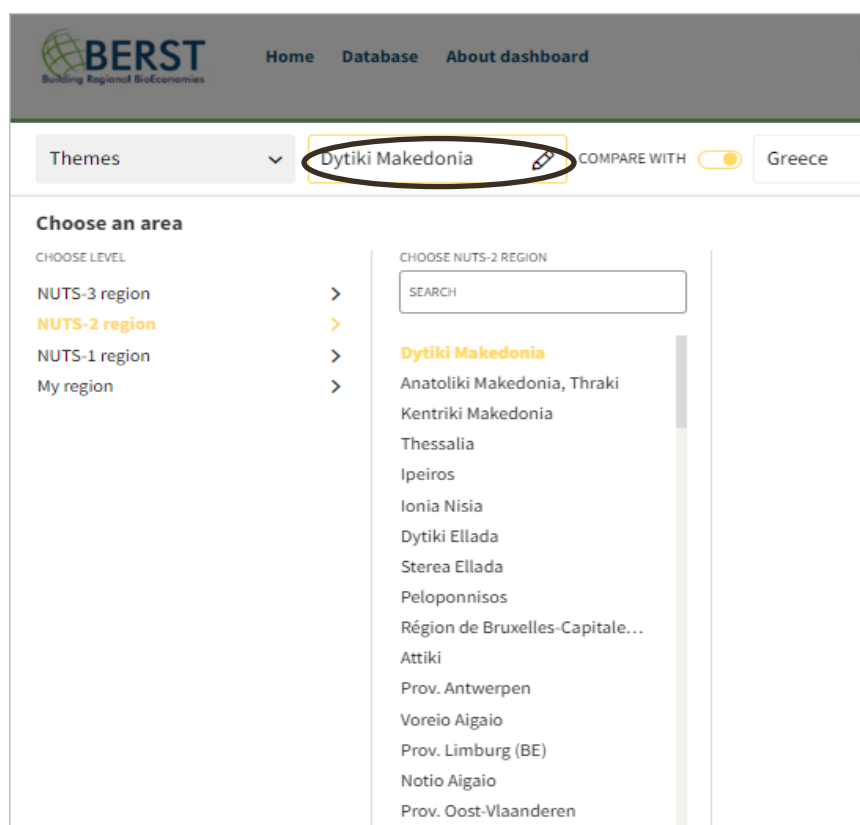 BERST
Building Regional BioEconomies
Home Database About dashboard
Themes
Dytiki Makedonia
COMPARE WITH
Greece
Choose an area
CHOOSE LEVEL
NUTS-3 region
NUTS-2 region
NUTS-1 region
My region
CHOOSE NUTS-2 REGION
SEARCH
Dytiki Makedonia
Anatoliki Makedonia, Thraki
Kentriki Makedonia
Thessalia
Ipeiros
Ionia Nisia
Dytiki Ellada
Sterea Ellada
Peloponnisos
Région de Bruxelles-Capitale...
Attiki
Prov. Antwerpen
Voreio Aigaio
Prov. Limburg (BE)
Notio Aigaio
Prov. Oost-Vlaanderen